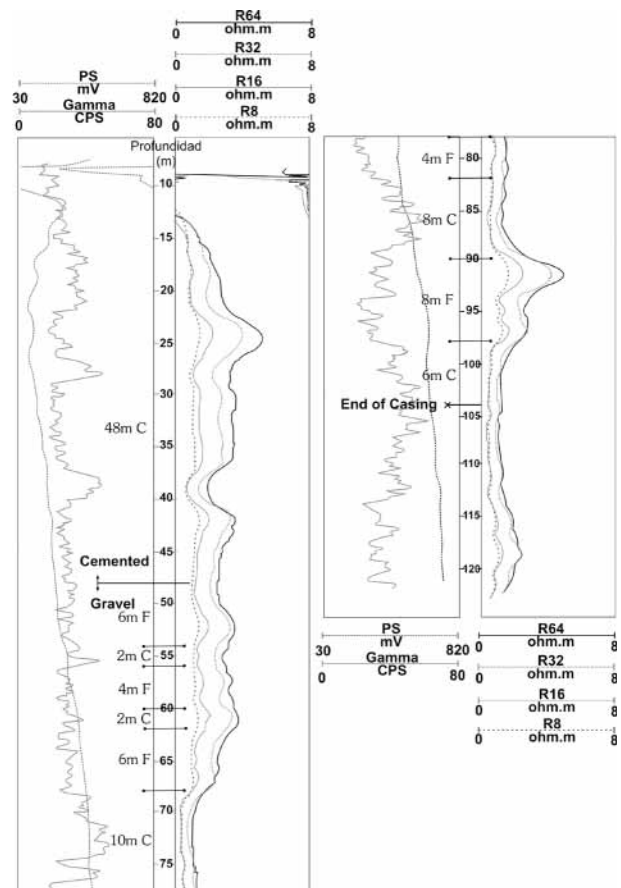 R64
0 ohm.m 8
R32
0 ohm.m 8
R16
0 ohm.m 8
R8
0 ohm.m 8
PS
30 mV 820
Gamma
0 CPS 80
Profundidad
(m)
10
15
20
25
30
48m C
35
40
45
Cemented
Gravel
50
6m F
2m C
55
4m F
60
2m C
6m F
65
70
10m C
75
80
4m F
85
8m C
90
8m F
95
100
6m C
End of Casing
105
110
115
120
PS
30 mV 820
Gamma
0 CPS 80
R64
0 ohm.m 8
R32
0 ohm.m 8
R16
0 ohm.m 8
R8
0 ohm.m 8